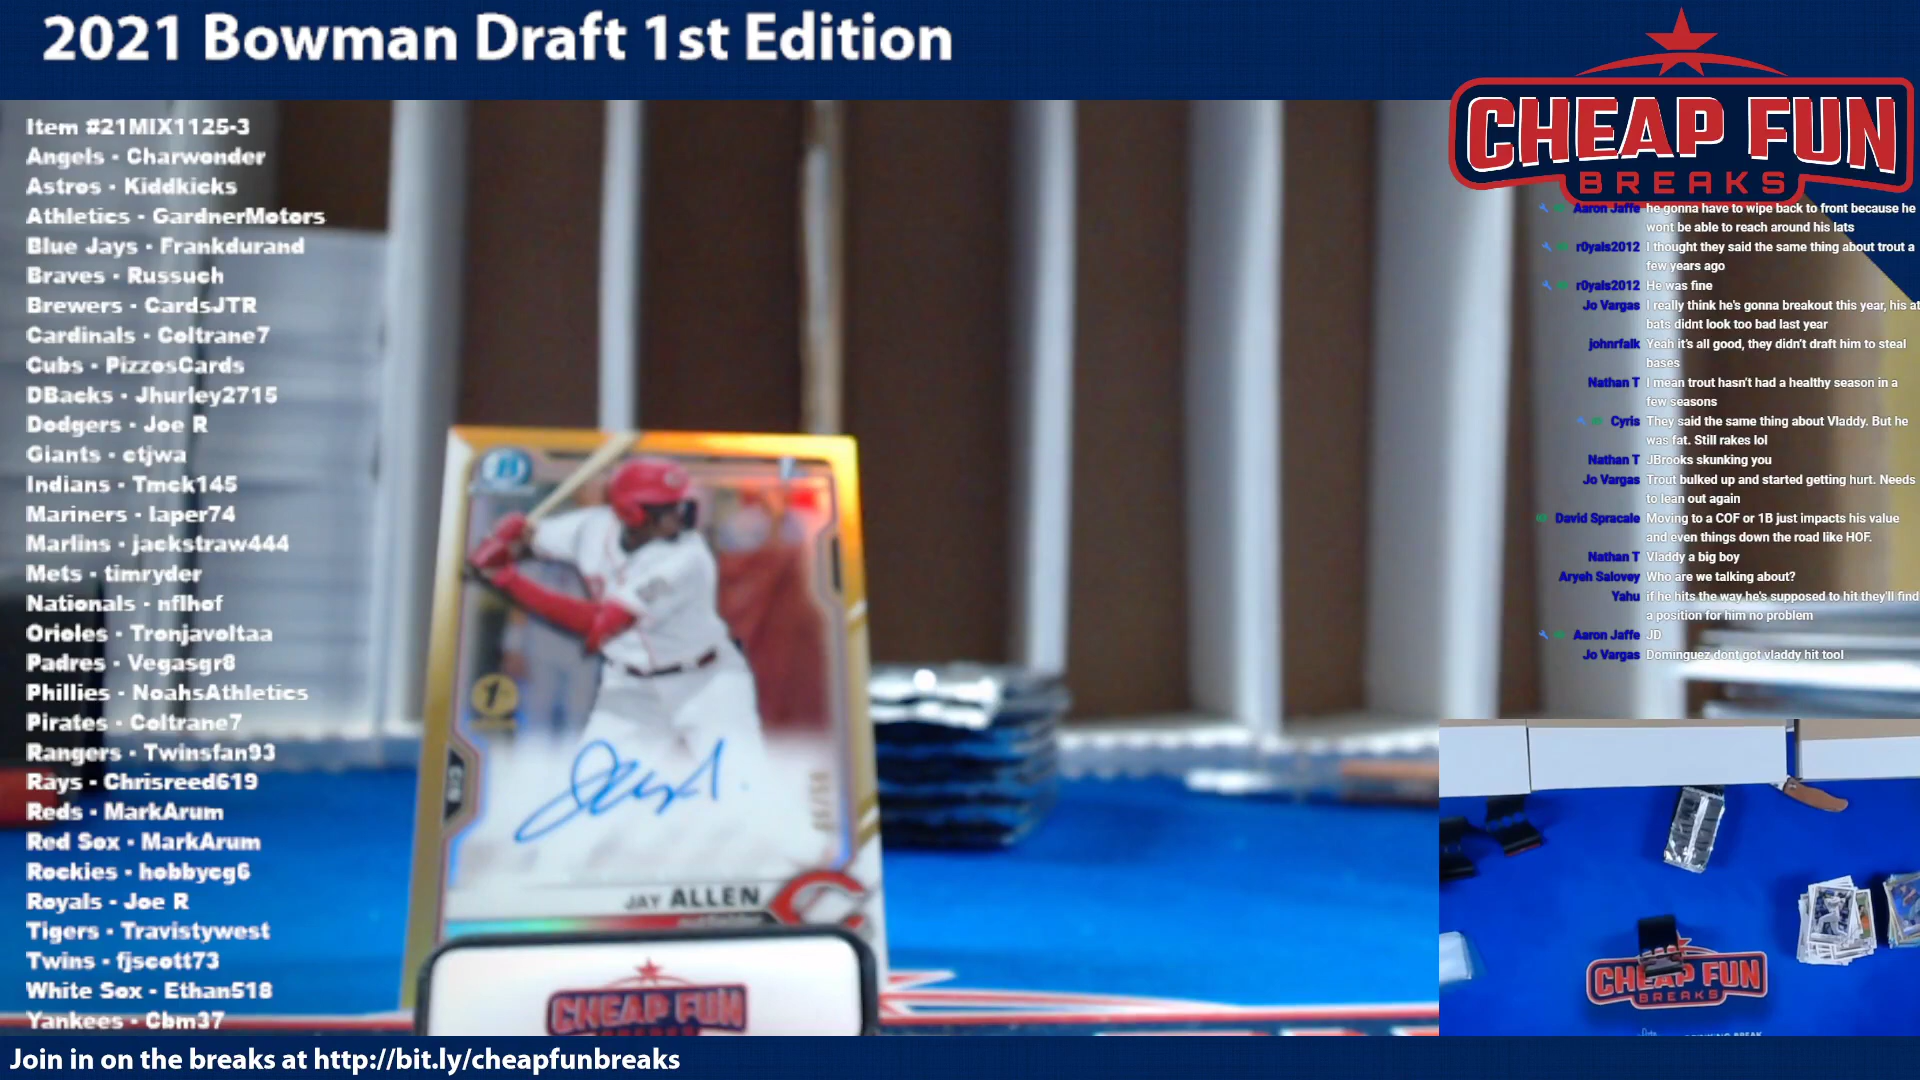 2021 Bowman Draft 1st Edition
CHEAP FUN
BREAKS
Item #21MIX1125-3
Angels - Charwonder
Astros - Kiddkicks
Athletics - GardnerMotors
Blue Jays - Frankdurand
Braves - Russuch
Brewers - CardsJTR
Cardinals - Coltrane7
Cubs - PizzosCards
DBacks - Jhurley2715
Dodgers - Joe R
Giants - ctjwa
Indians - Tmck145
Mariners - laper74
Marlins - jackstraw444
Mets - timryder
Nationals - nflhof
Orioles - Tronjavoltaa
Padres - Vegasgr8
Phillies - NoahsAthletics
Pirates - Coltrane7
Rangers - Twinsfan93
Rays - Chrisreed619
Reds - MarkArum
Red Sox - MarkArum
Rockies - hobbycg6
Royals - Joe R
Tigers - Travistywest
Twins - fjscott73
White Sox - Ethan518
Yankees - Cbm37
JAY ALLEN
CHEAP FUN
BREAKS
Aaron Jaffe he gonna have to wipe back to front because he
wont be able to reach around his lats
r0yals2012 I thought they said the same thing about trout a
few years ago
r0yals2012 He was fine
Jo Vargas I really think he's gonna breakout this year, his at
bats didnt look too bad last year
johnrfalk Yeah it's all good, they didn't draft him to steal
bases
Nathan T I mean trout hasn't had a healthy season in a
few seasons
Cyris They said the same thing about Vladdy. But he
was fat. Still rakes lol
Nathan T JBrooks skunking you
Jo Vargas Trout bulked up and started getting hurt. Needs
to lean out again
David Spracale Moving to a COF or 1B just impacts his value
and even things down the road like HOF.
Nathan T Vladdy a big boy
Aryeh Salovey Who are we talking about?
Yahu if he hits the way he's supposed to hit they'll find
a position for him no problem
Aaron Jaffe JD
Jo Vargas Dominguez dont got vladdy hit tool
CHEAP FUN
BREAKS
Join in on the breaks at http://bit.ly/cheapfunbreaks